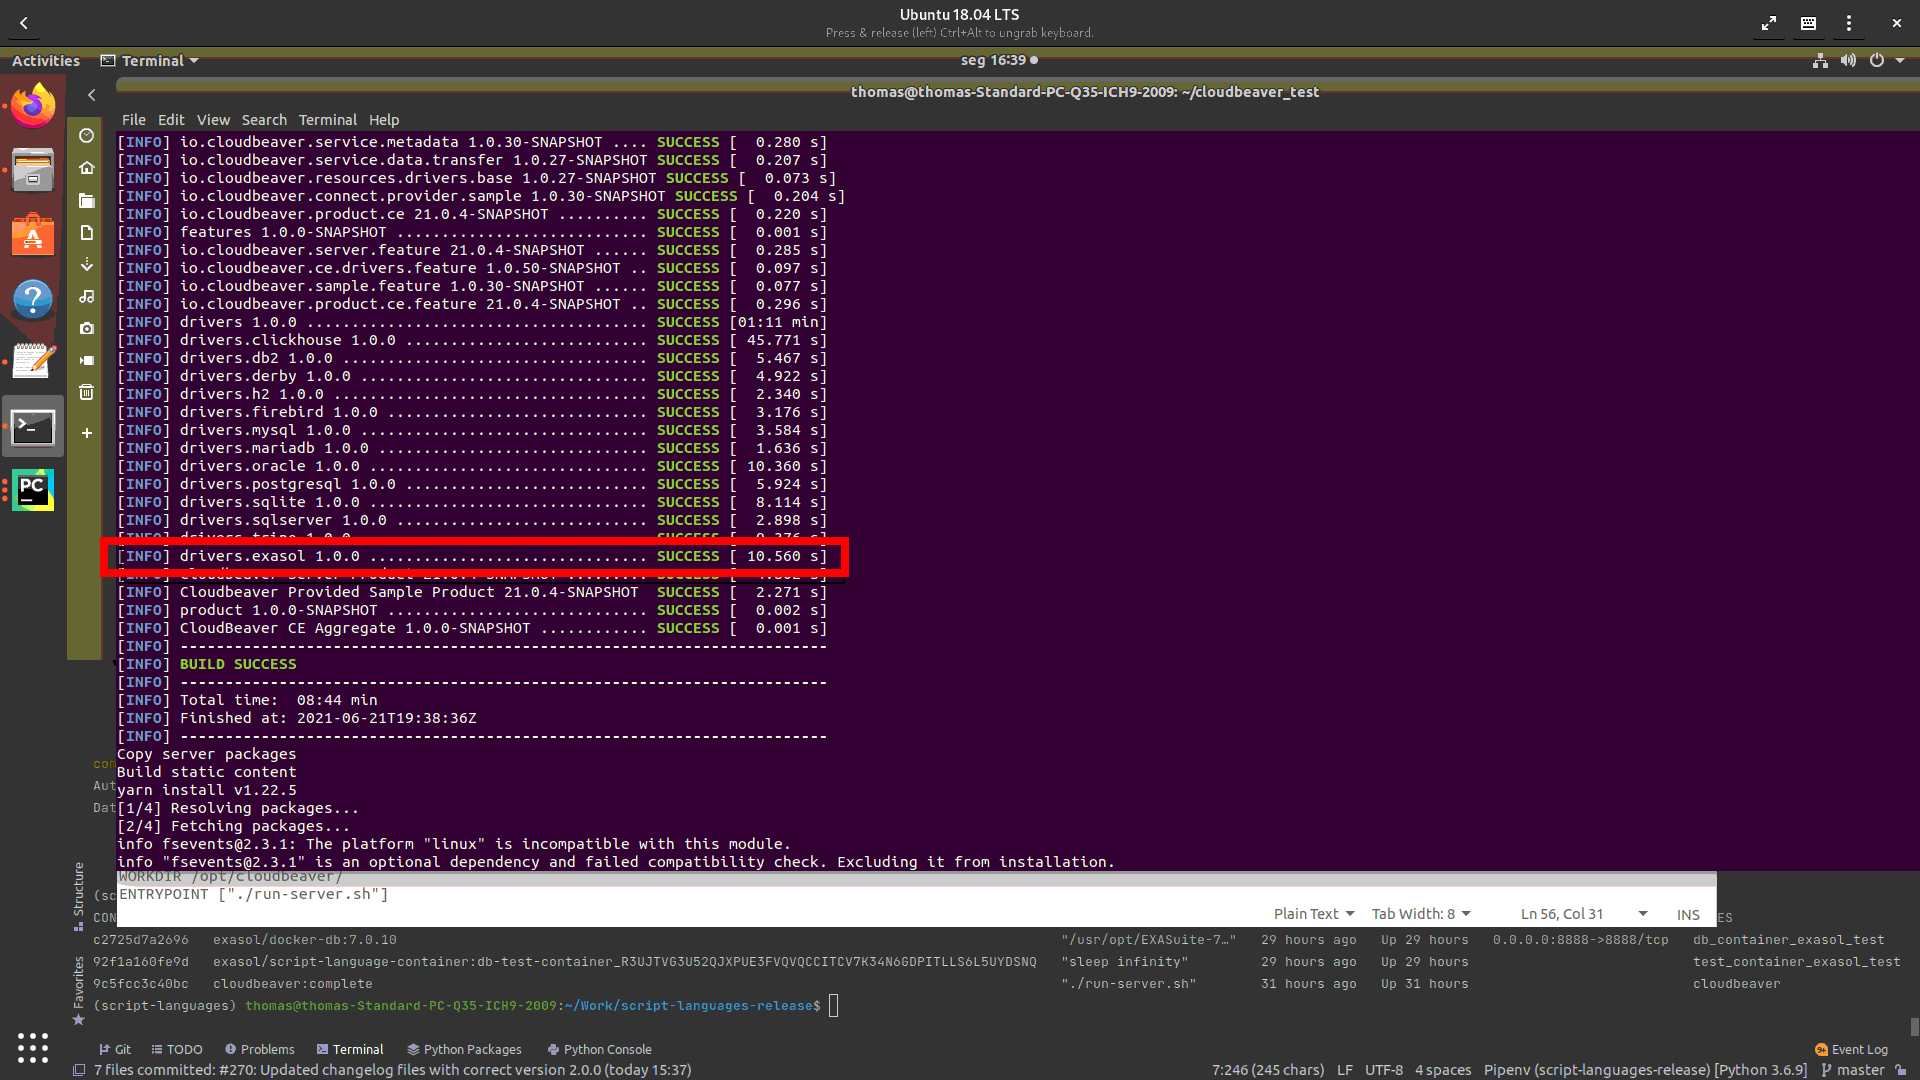 Ubuntu 18.04 LTS
Press & release (left) Ctrl+Alt to ungrab keyboard.
Activities
Terminal
seg 16:39
thomas@thomas-Standard-PC-Q35-ICH9-2009: ~/cloudbeaver_test
File Edit View Search Terminal Help
[INFO] io.cloudbeaver.service.metadata 1.0.30-SNAPSHOT .... SUCCESS [  0.280 s]
[INFO] io.cloudbeaver.service.data.transfer 1.0.27-SNAPSHOT SUCCESS [  0.207 s]
[INFO] io.cloudbeaver.resources.drivers.base 1.0.27-SNAPSHOT SUCCESS [  0.073 s]
[INFO] io.cloudbeaver.connect.provider.sample 1.0.30-SNAPSHOT SUCCESS [  0.204 s]
[INFO] io.cloudbeaver.product.ce 21.0.4-SNAPSHOT .......... SUCCESS [  0.220 s]
[INFO] features 1.0.0-SNAPSHOT ............................ SUCCESS [  0.001 s]
[INFO] io.cloudbeaver.server.feature 21.0.4-SNAPSHOT ...... SUCCESS [  0.285 s]
[INFO] io.cloudbeaver.ce.drivers.feature 1.0.50-SNAPSHOT .. SUCCESS [  0.097 s]
[INFO] io.cloudbeaver.sample.feature 1.0.30-SNAPSHOT ...... SUCCESS [  0.077 s]
[INFO] io.cloudbeaver.product.ce.feature 21.0.4-SNAPSHOT .. SUCCESS [  0.296 s]
[INFO] drivers 1.0.0 ...................................... SUCCESS [01:11 min]
[INFO] drivers.clickhouse 1.0.0 ........................... SUCCESS [ 45.771 s]
[INFO] drivers.db2 1.0.0 .................................. SUCCESS [  5.467 s]
[INFO] drivers.derby 1.0.0 ................................ SUCCESS [  4.922 s]
[INFO] drivers.h2 1.0.0 ................................... SUCCESS [  2.340 s]
[INFO] drivers.firebird 1.0.0 ............................. SUCCESS [  3.176 s]
[INFO] drivers.mysql 1.0.0 ................................ SUCCESS [  3.584 s]
[INFO] drivers.mariadb 1.0.0 .............................. SUCCESS [  1.636 s]
[INFO] drivers.oracle 1.0.0 ............................... SUCCESS [ 10.360 s]
[INFO] drivers.postgresql 1.0.0 ........................... SUCCESS [  5.924 s]
[INFO] drivers.sqlite 1.0.0 ............................... SUCCESS [  8.114 s]
[INFO] drivers.sqlserver 1.0.0 ............................ SUCCESS [  2.898 s]
[INFO] drivers.exasol 1.0.0 ............................... SUCCESS [ 10.560 s]
[INFO] Cloudbeaver Provided Sample Product 21.0.4-SNAPSHOT  SUCCESS [  2.271 s]
[INFO] product 1.0.0-SNAPSHOT ............................. SUCCESS [  0.002 s]
[INFO] CloudBeaver CE Aggregate 1.0.0-SNAPSHOT ............ SUCCESS [  0.001 s]
[INFO] ------------------------------------------------------------------------
[INFO] BUILD SUCCESS
[INFO] ------------------------------------------------------------------------
[INFO] Total time:  08:44 min
[INFO] Finished at: 2021-06-21T19:38:36Z
[INFO] ------------------------------------------------------------------------
Copy server packages
Build static content
yarn install v1.22.5
[1/4] Resolving packages...
[2/4] Fetching packages...
info fsevents@2.3.1: The platform "linux" is incompatible with this module.
info "fsevents@2.3.1" is an optional dependency and failed compatibility check. Excluding it from installation.
WORKDIR /opt/cloudbeaver/
ENTRYPOINT ["./run-server.sh"]
Plain Text Tab Width: 8 Ln 56, Col 31 INS
con
Aut
Dat
(sc
CON ES
c2725d7a2696 exasol/docker-db:7.0.10 "/usr/opt/EXASuite-7…" 29 hours ago Up 29 hours 0.0.0.0:8888->8888/tcp db_container_exasol_test
92f1a160fe9d exasol/script-language-container:db-test-container_R3UJTVG3U52QJXPUE3FVQVQCCITCV7K34N6GDPITLLS6L5UYDSNQ "sleep infinity" 29 hours ago Up 29 hours test_container_exasol_test
9c5fcc3c40bc cloudbeaver:complete "./run-server.sh" 31 hours ago Up 31 hours cloudbeaver
(script-languages) thomas@thomas-Standard-PC-Q35-ICH9-2009:~/Work/script-languages-release$
Structure
Favorites
PC
Git TODO Problems Terminal Python Packages Python Console 9+ Event Log
7 files committed: #270: Updated changelog files with correct version 2.0.0 (today 15:37) 7:246 (245 chars) LF UTF-8 4 spaces Pipenv (script-languages-release) [Python 3.6.9] master